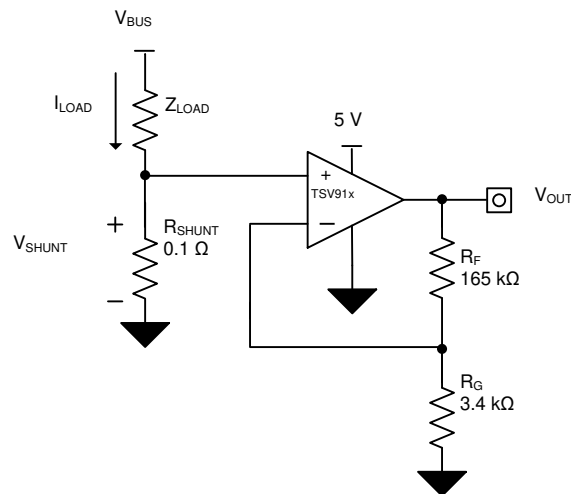 VBUS
ILOAD
ZLOAD
5 V
+
TSV91x
−
VOUT
+
VSHUNT
−
RSHUNT
0.1 Ω
RF
165 kΩ
RG
3.4 kΩ